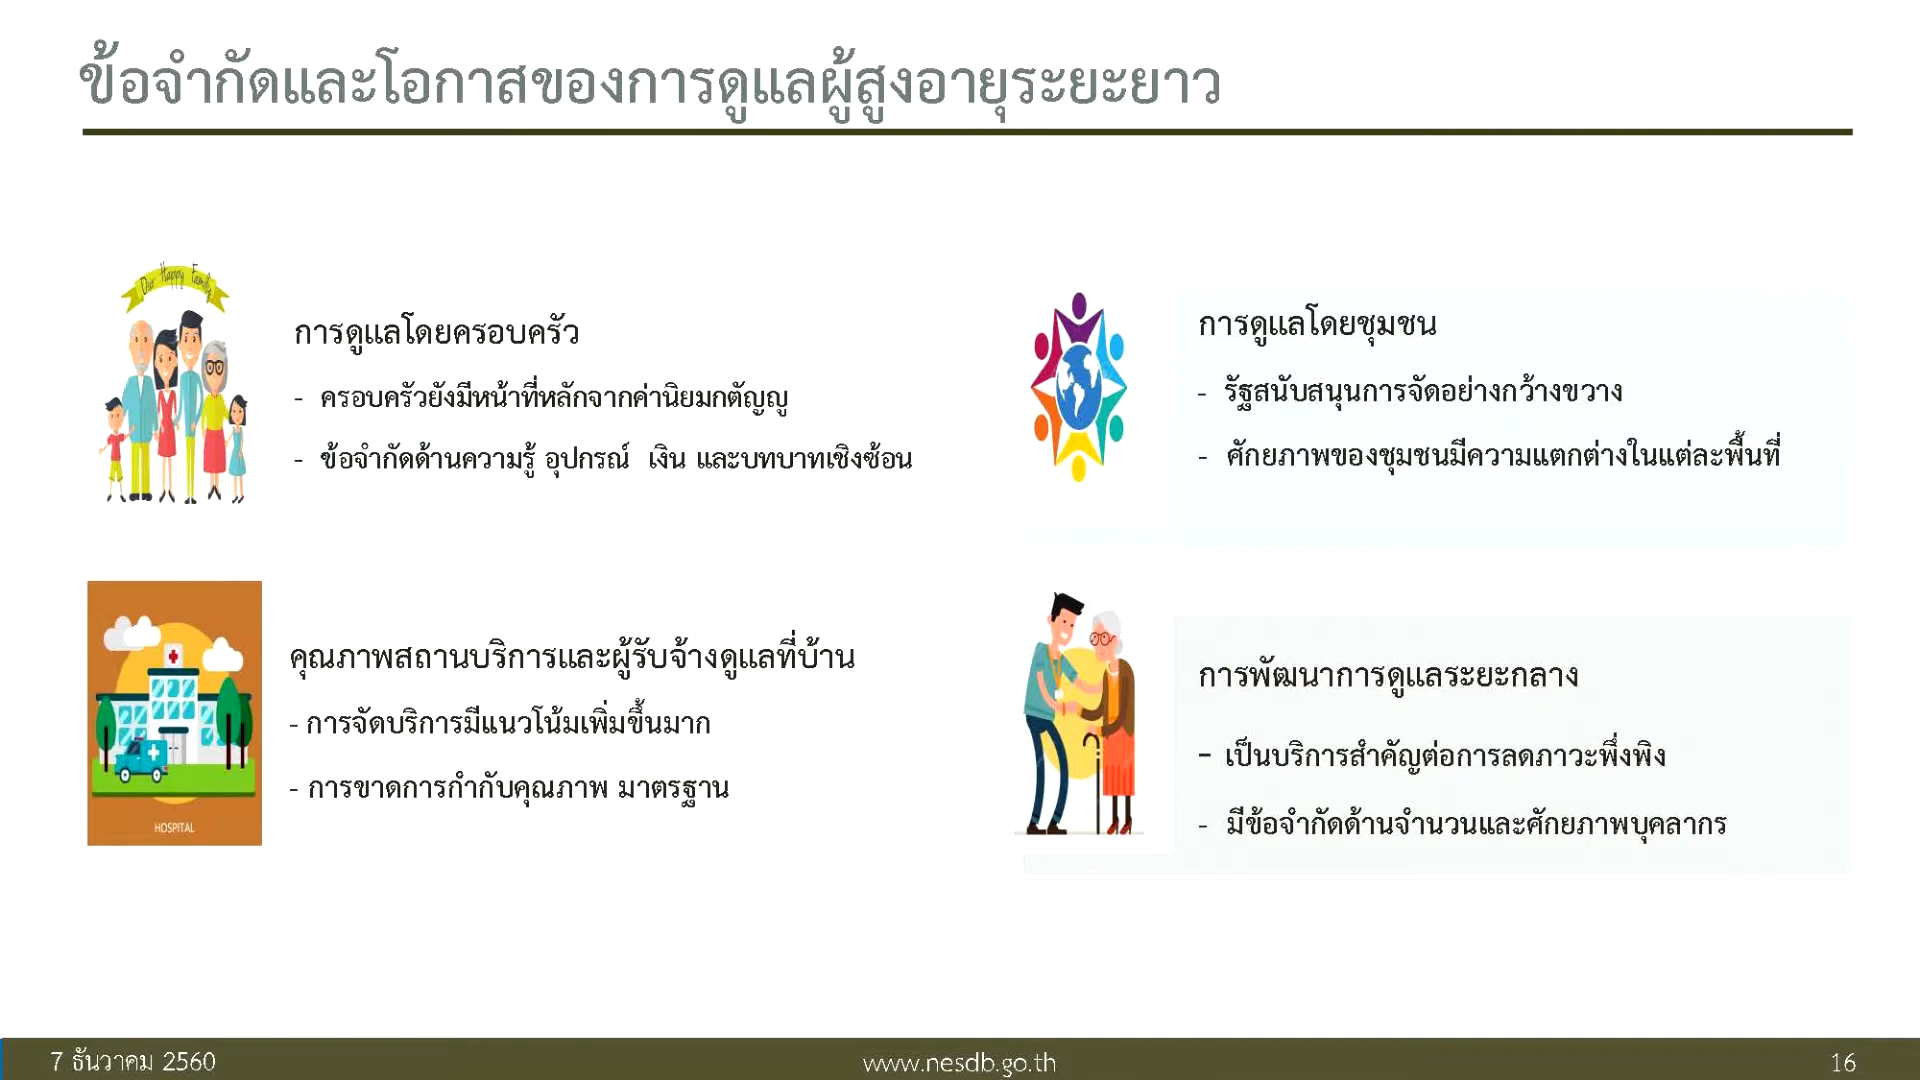 ข้อจำกัดและโอกาสของการดูแลผู้สูงอายุระยะยาว
Our Happy Family
การดูแลโดยครอบครัว
- ครอบครัวยังมีหน้าที่หลักจากค่านิยมกตัญญู
- ข้อจำกัดด้านความรู้ อุปกรณ์ เงิน และบทบาทเชิงซ้อน
การดูแลโดยชุมชน
- รัฐสนับสนุนการจัดอย่างกว้างขวาง
- ศักยภาพของชุมชนมีความแตกต่างในแต่ละพื้นที่
HOSPITAL
คุณภาพสถานบริการและผู้รับจ้างดูแลที่บ้าน
- การจัดบริการมีแนวโน้มเพิ่มขึ้นมาก
- การขาดการกำกับคุณภาพ มาตรฐาน
การพัฒนาการดูแลระยะกลาง
- เป็นบริการสำคัญต่อการลดภาวะพึ่งพิง
- มีข้อจำกัดด้านจำนวนและศักยภาพบุคลากร
7 ธันวาคม 2560
www.nesdb.go.th
16